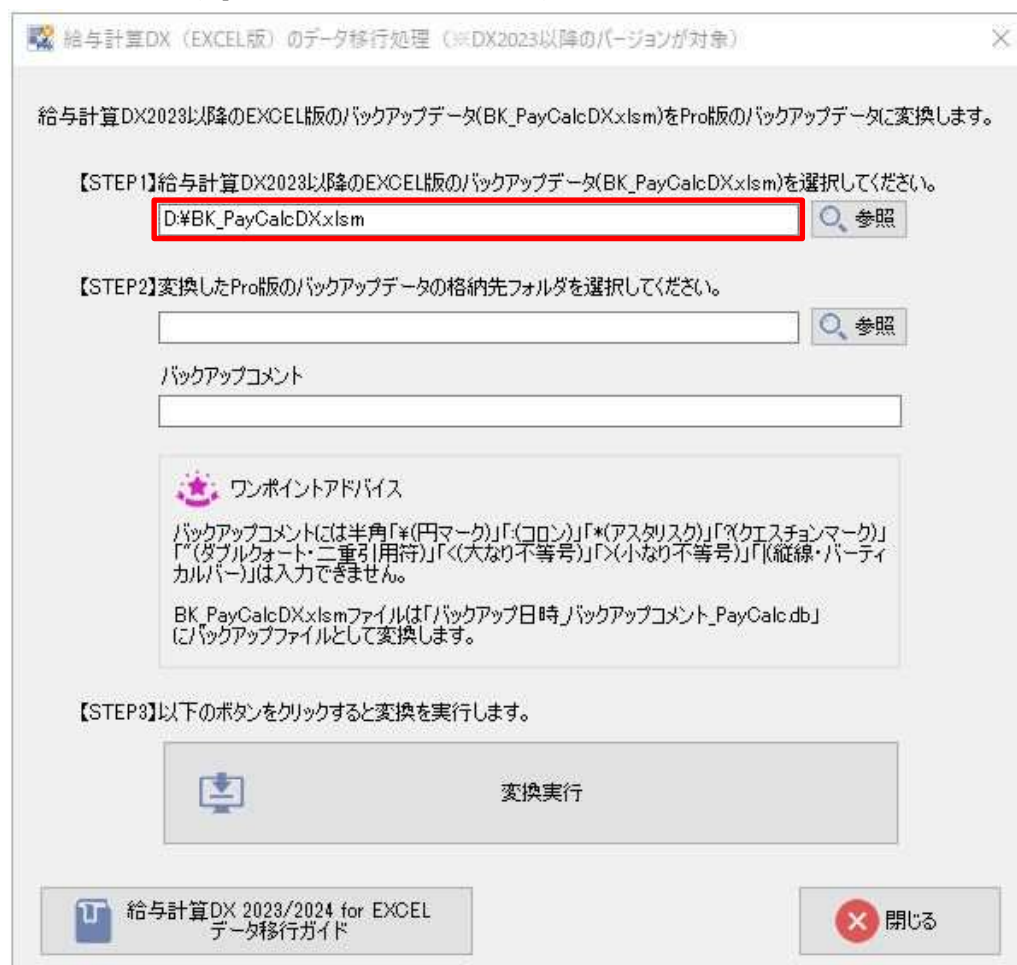 給与計算DX（EXCEL版）のデータ移行処理（※DX2023以降のバージョンが対象）
給与計算DX2023以降のEXCEL版のバックアップデータ(BK_PayCalcDX.xlsm)をPro版のバックアップデータに変換します。
【STEP1】給与計算DX2023以降のEXCEL版のバックアップデータ(BK_PayCalcDX.xlsm)を選択してください。
D:¥BK_PayCalcDX.xlsm 参照
【STEP2】変換したPro版のバックアップデータの格納先フォルダを選択してください。
参照
バックアップコメント
ワンポイントアドバイス
バックアップコメントには半角「¥(円マーク)」「:(コロン)」「*(アスタリスク)」「?(クエスチョンマーク)」
「"(ダブルクォート・二重引用符)」「<(大なり不等号)」「>(小なり不等号)」「|(縦線・バーティ
カルバー)」は入力できません。
BK_PayCalcDX.xlsmファイルは「バックアップ日時_バックアップコメント_PayCalc.db」
にバックアップファイルとして変換します。
【STEP3】以下のボタンをクリックすると変換を実行します。
変換実行
給与計算DX 2023/2024 for EXCEL
データ移行ガイド
閉じる